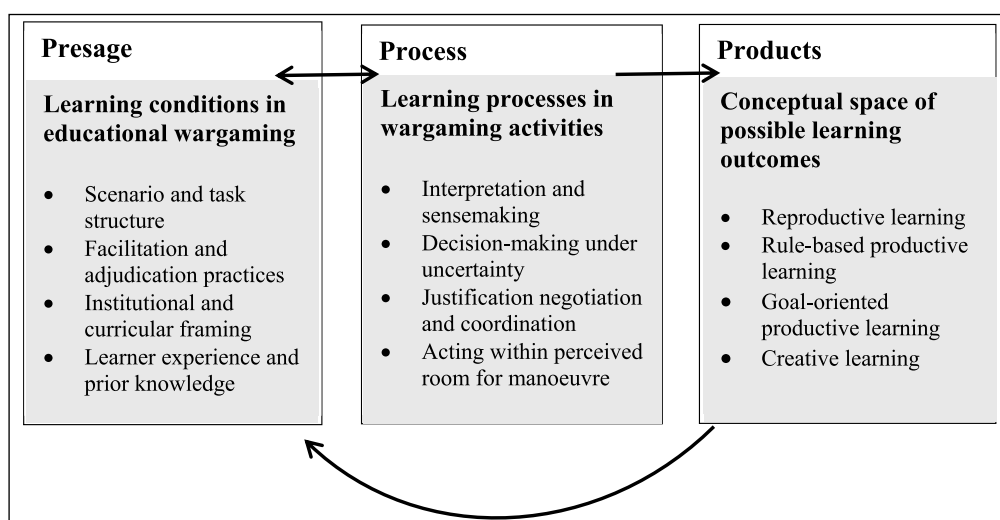 Presage
Learning conditions in
educational wargaming
• Scenario and task
structure
• Facilitation and
adjudication practices
• Institutional and
curricular framing
• Learner experience and
prior knowledge
Process
Learning processes in
wargaming activities
• Interpretation and
sensemaking
• Decision-making under
uncertainty
• Justification negotiation
and coordination
• Acting within perceived
room for manoeuvre
Products
Conceptual space of
possible learning
outcomes
• Reproductive learning
• Rule-based productive
learning
• Goal-oriented
productive learning
• Creative learning